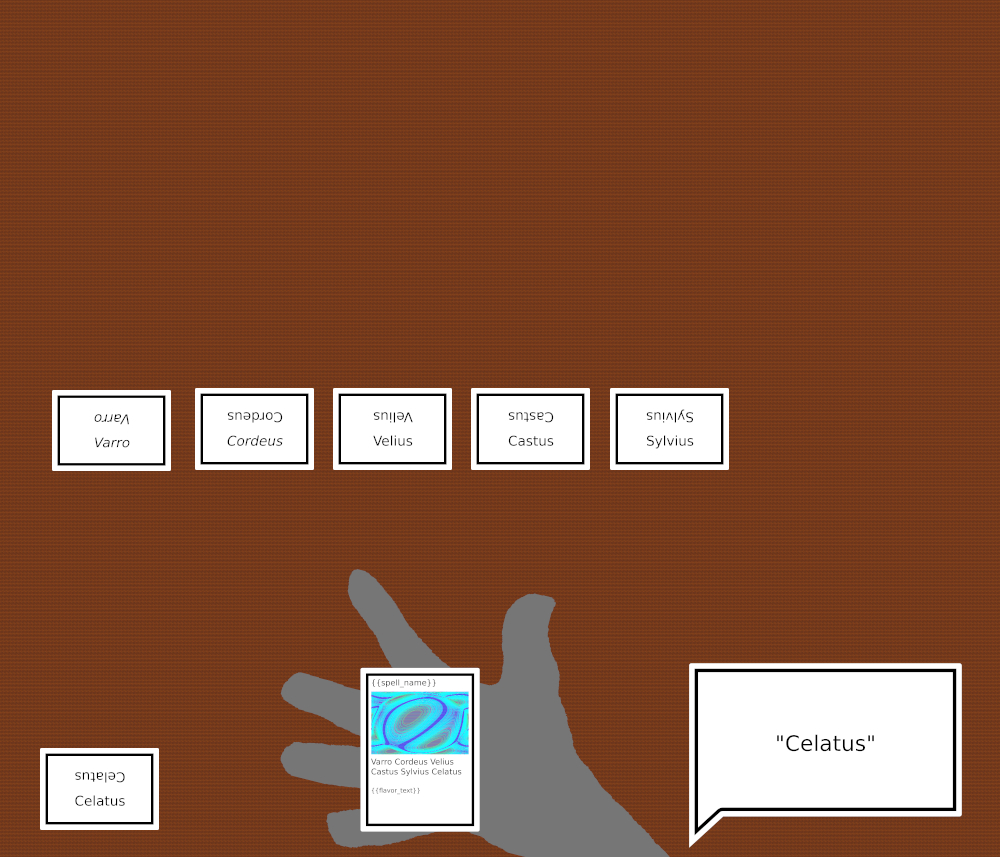 Varro
Varro
Cordeus
Cordeus
Velius
Velius
Castus
Castus
Sylvius
Sylvius
{{spell_name}}
Varro Cordeus Velius
Castus Sylvius Celatus
{{flavor_text}}
Celatus
Celatus
"Celatus"